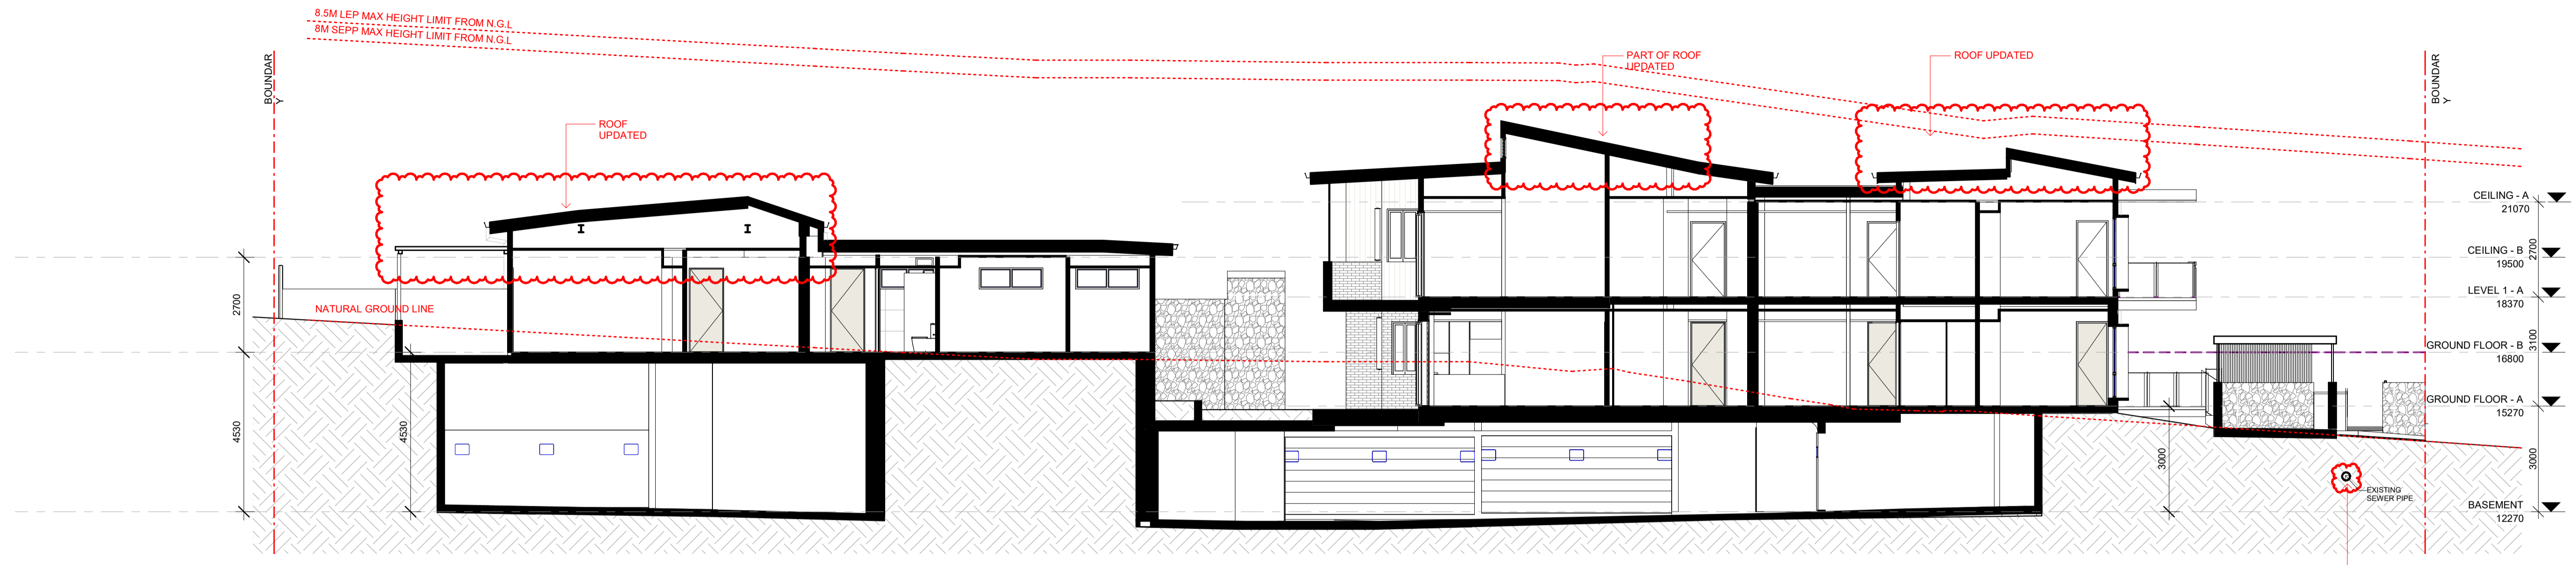 8.5M LEP MAX HEIGHT LIMIT FROM N.G.L
8M SEPP MAX HEIGHT LIMIT FROM N.G.L
BOUNDAR
Y
ROOF
UPDATED
PART OF ROOF
UPDATED
ROOF UPDATED
BOUNDAR
Y
NATURAL GROUND LINE
2700
4530
4530
CEILING - A
21070
2700
CEILING - B
19500
LEVEL 1 - A
18370
3100
GROUND FLOOR - B
16800
GROUND FLOOR - A
15270
3000
3000
EXISTING
SEWER PIPE
BASEMENT
12270